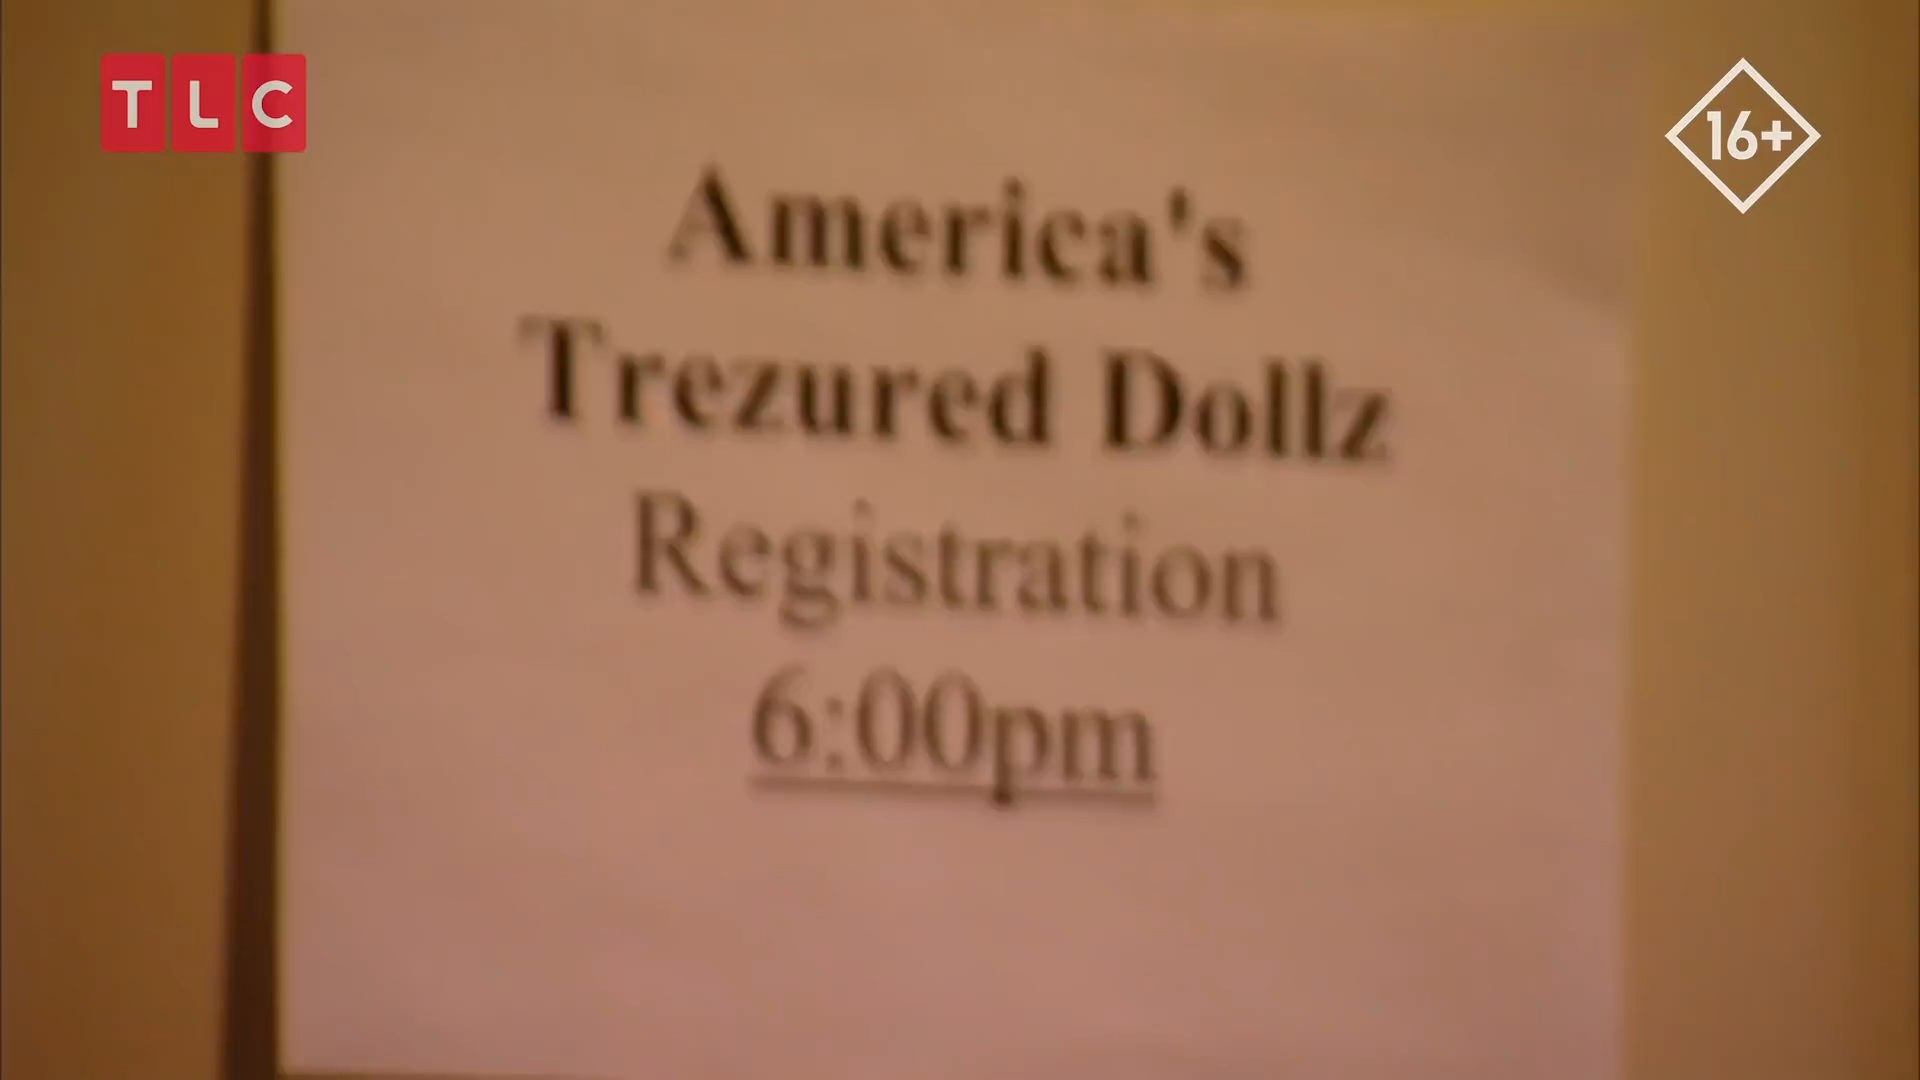 TLC
16+
America's
Trezured Dollz
Registration
6:00pm